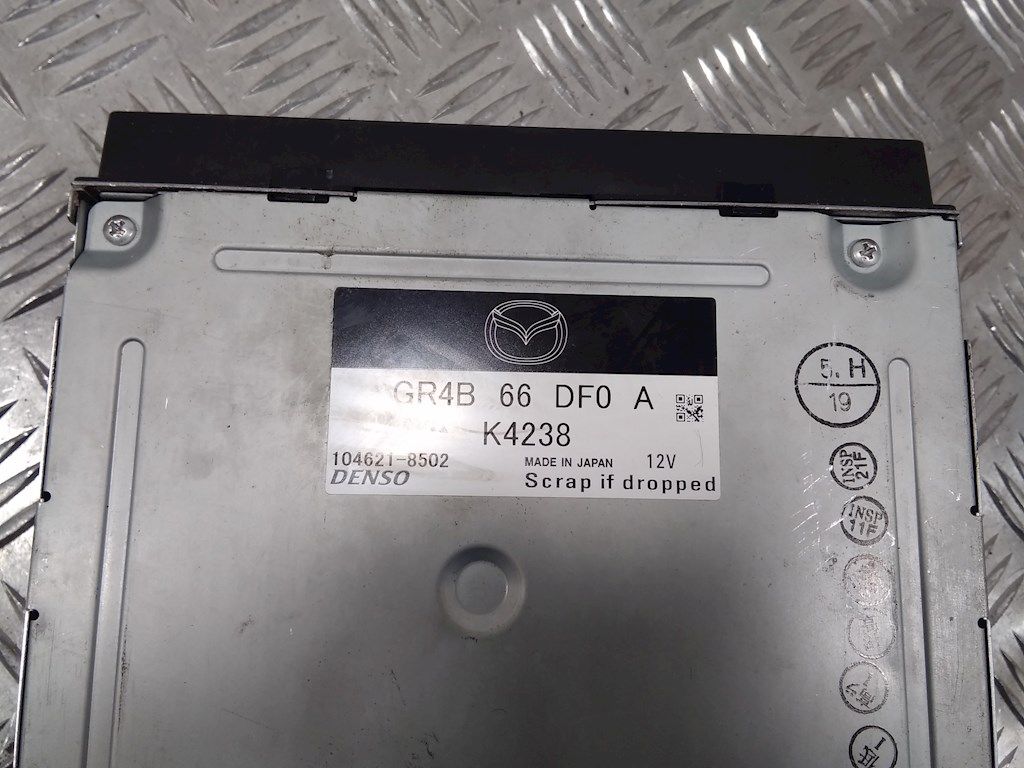 GR4B 66 DF0 A
K4238
104621-8502
MADE IN JAPAN 12V
DENSO
Scrap if dropped
5. H
19
INSP
21F
INSP
11F